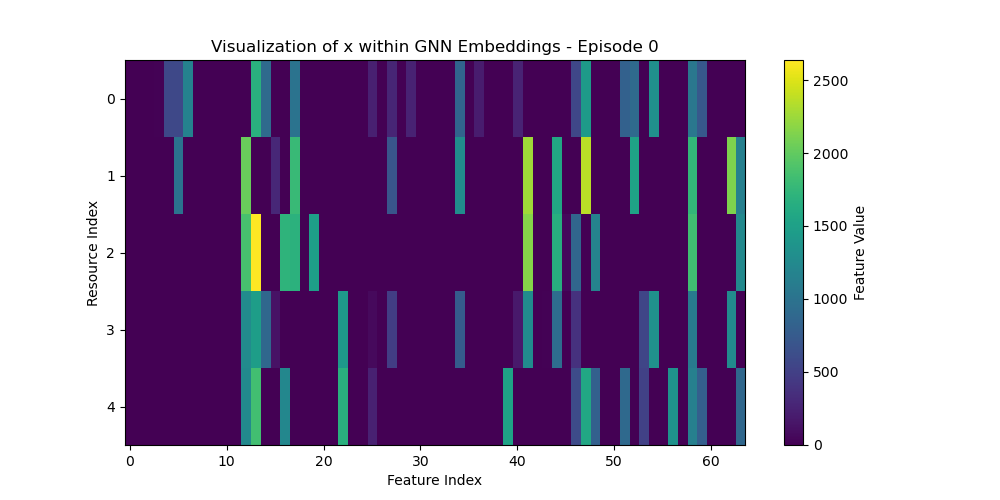 Visualization of x within GNN Embeddings - Episode 0
Resource Index
0
1
2
3
4
0 10 20 30 40 50 60
Feature Index
2500
2000
1500
1000
500
0
Feature Value